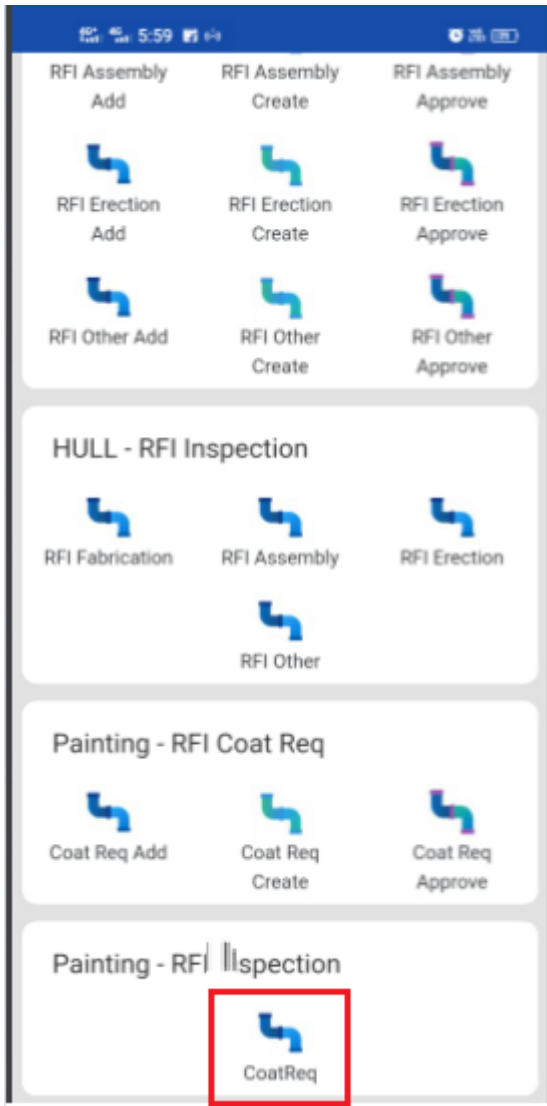 5:59
RFI Assembly Add
RFI Assembly Create
RFI Assembly Approve
RFI Erection Add
RFI Erection Create
RFI Erection Approve
RFI Other Add
RFI Other Create
RFI Other Approve
HULL - RFI Inspection
RFI Fabrication
RFI Assembly
RFI Erection
RFI Other
Painting - RFI Coat Req
Coat Req Add
Coat Req Create
Coat Req Approve
Painting - RFI Inspection
CoatReq